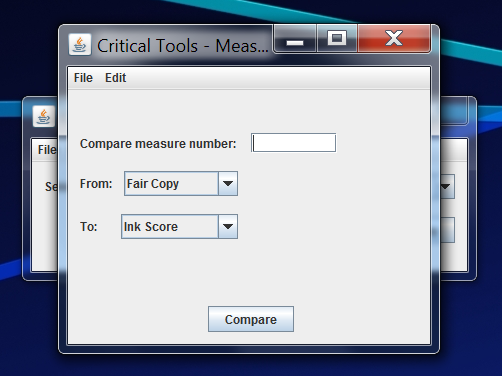 Critical Tools - Meas...
File Edit
Compare measure number:
From: Fair Copy
To: Ink Score
Compare
File
Se